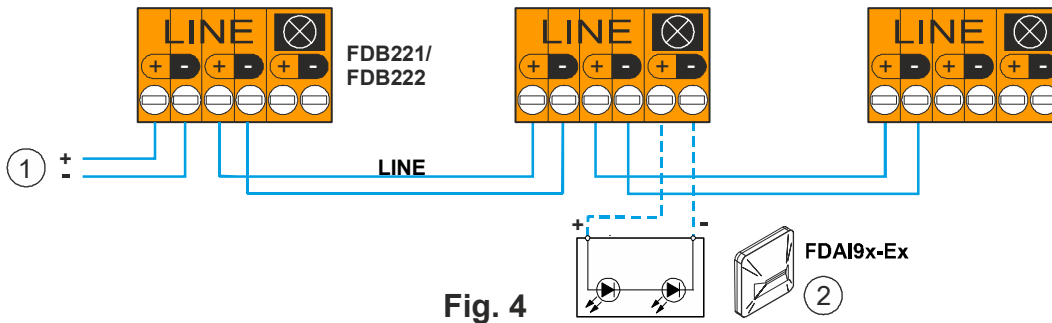 LINE
+ - + - + -
FDB221/
FDB222
LINE
+ - + - + -
LINE
+ - + - + -
1
+
-
LINE
+ -
FDAI9x-Ex
2
Fig. 4